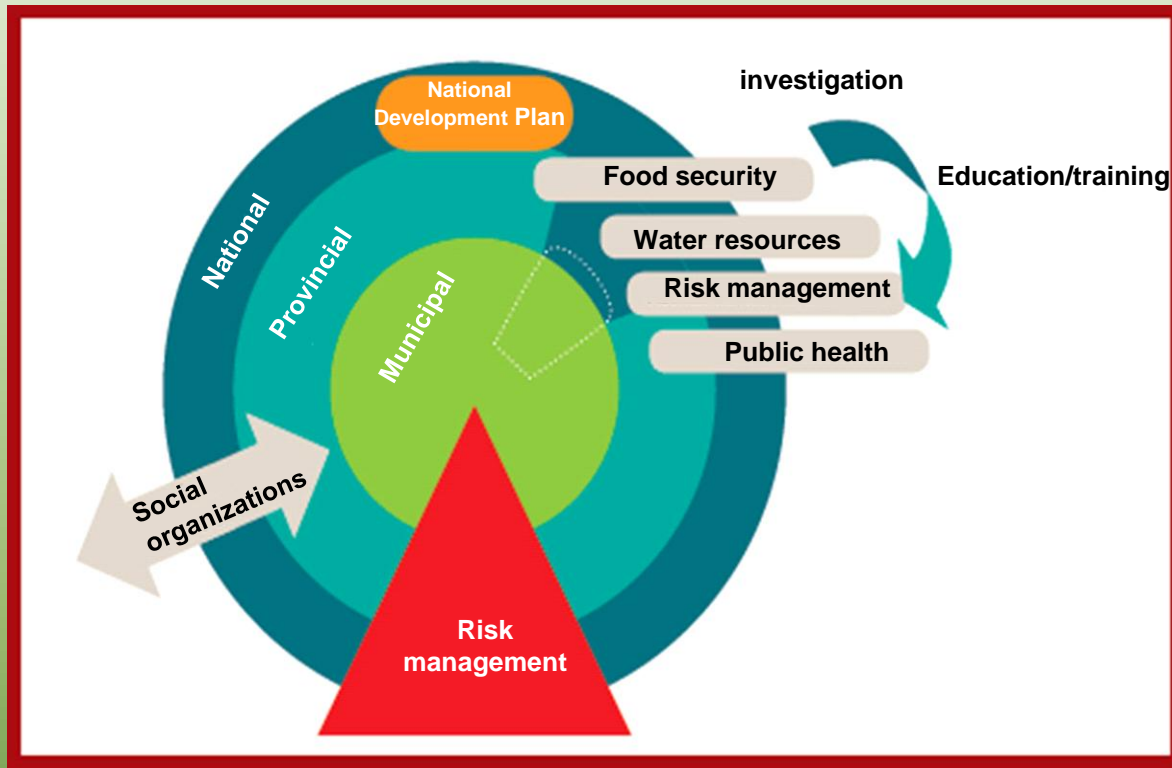 National
Development Plan
investigation
Food security
Education/training
National
Provincial
Municipal
Water resources
Risk management
Public health
Social
organizations
Risk
management